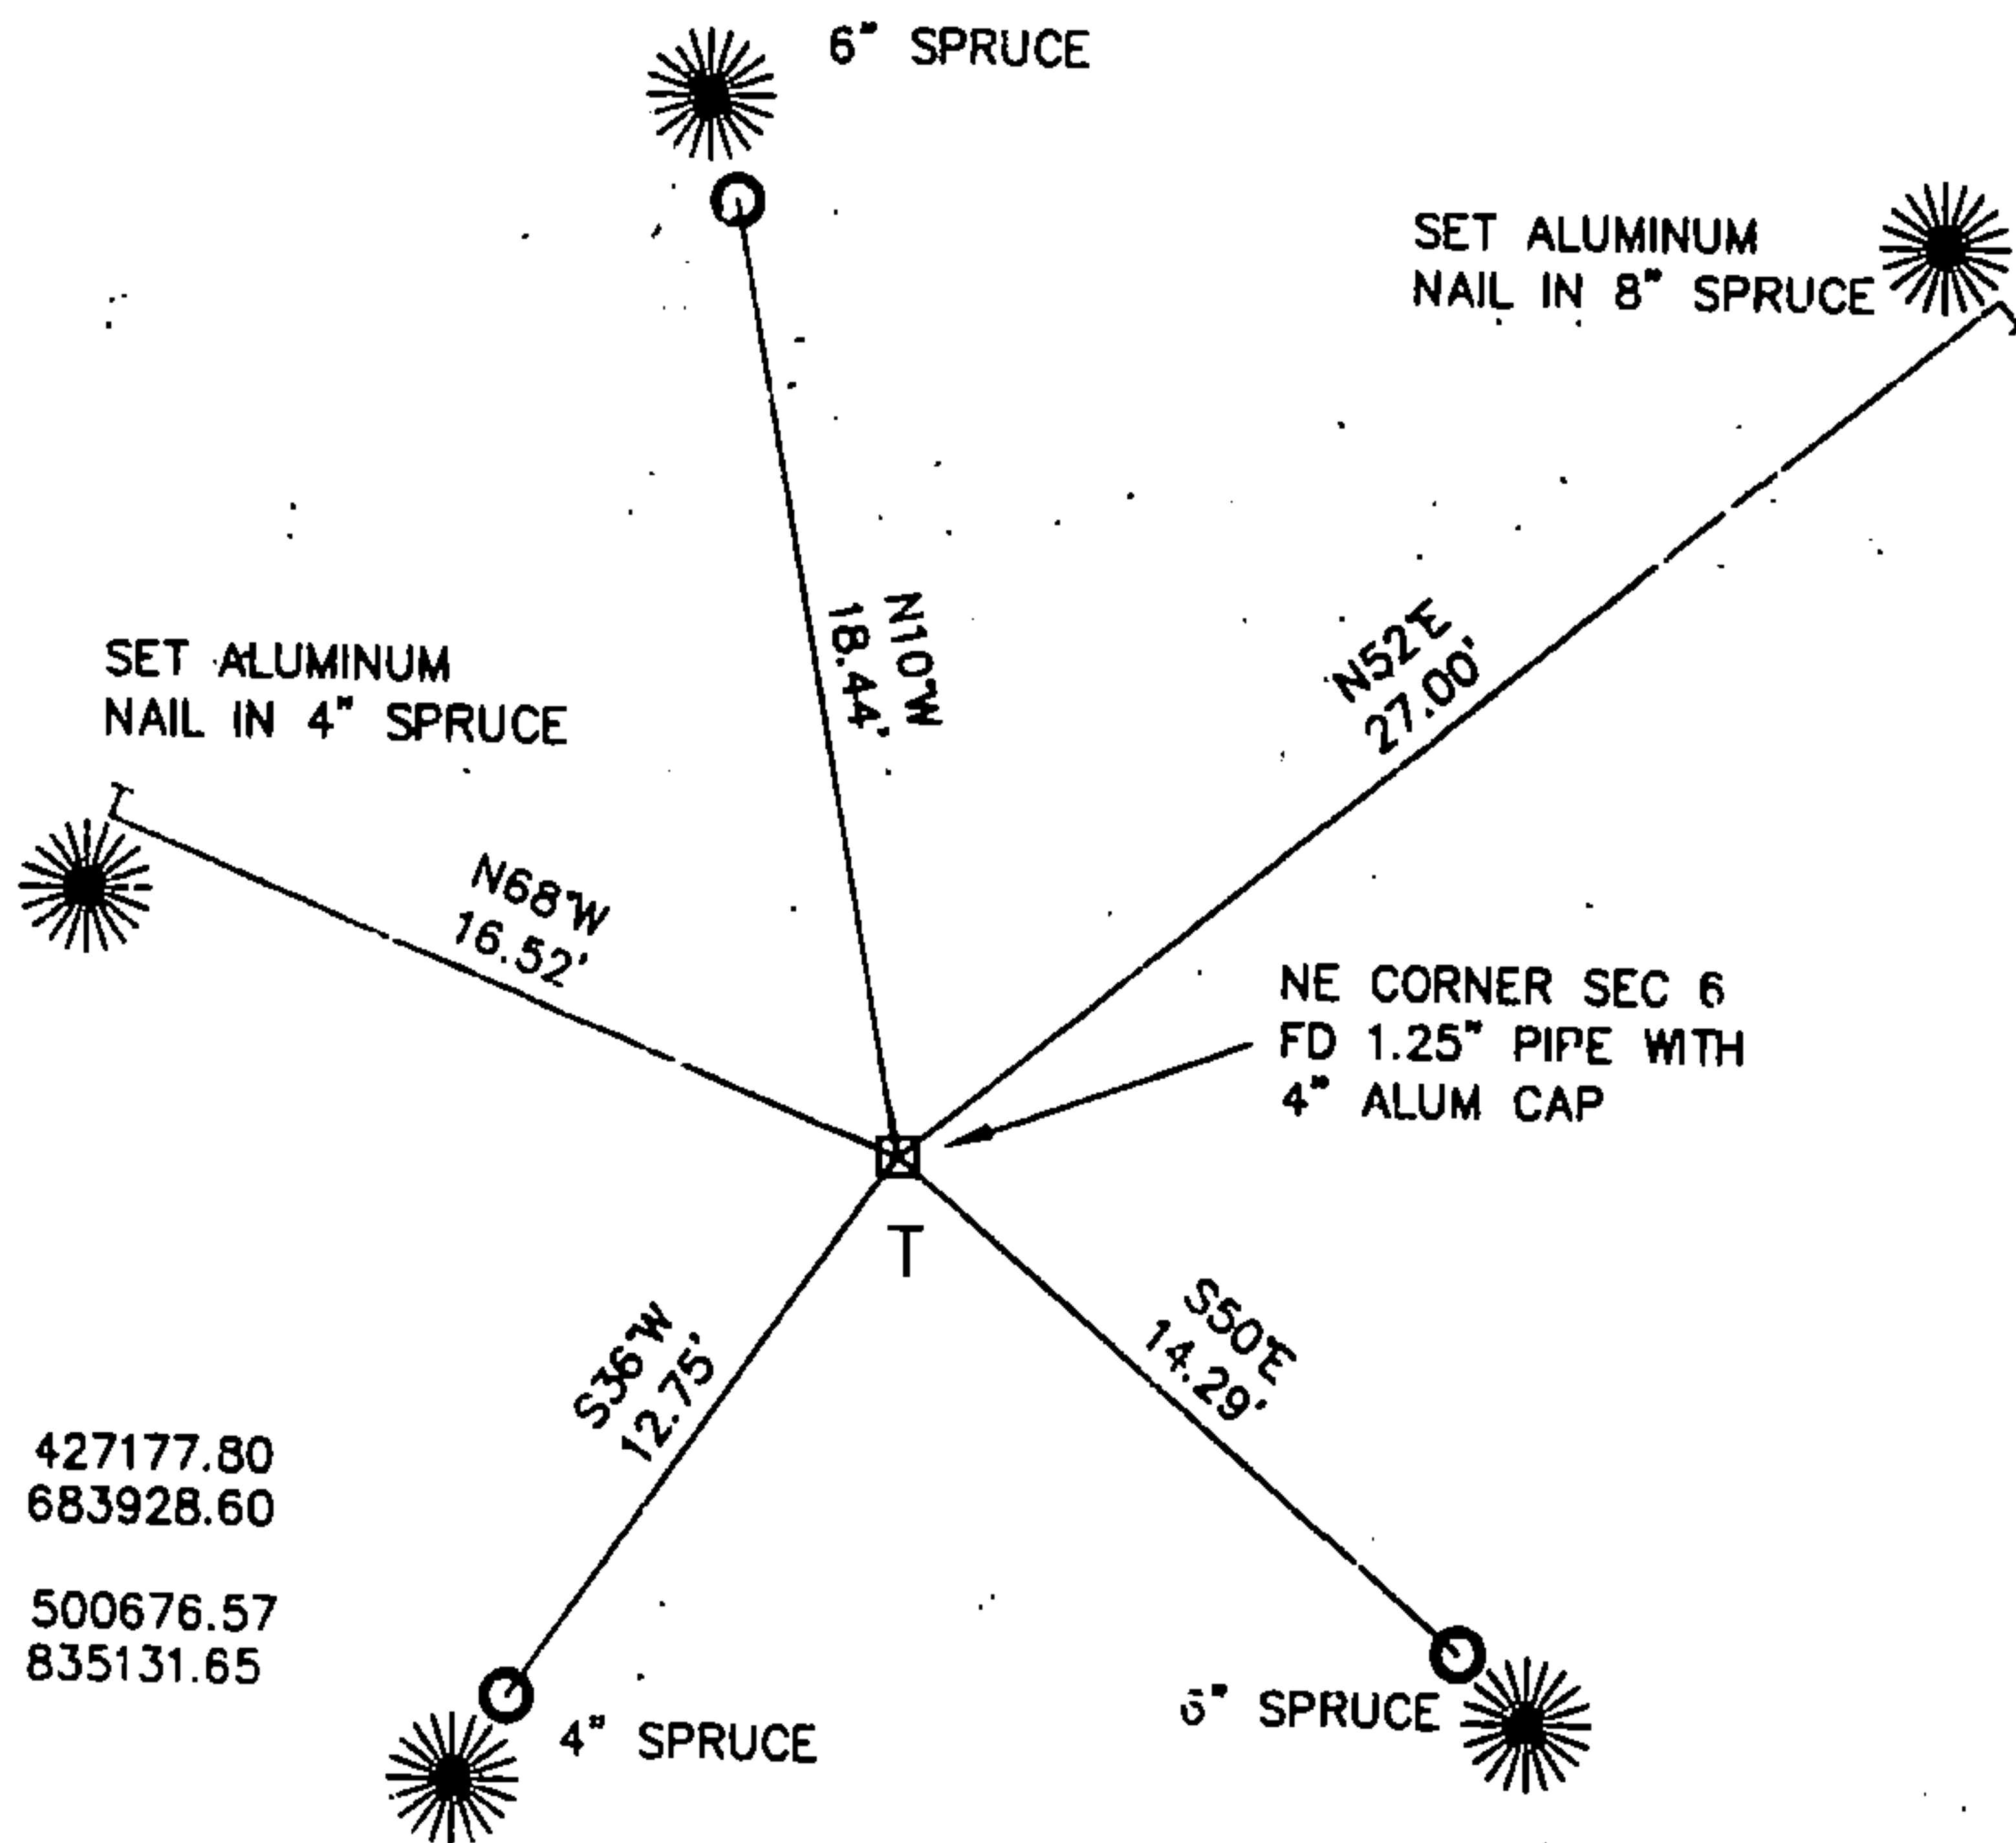 6" SPRUCE
SET ALUMINUM
NAIL IN 8" SPRUCE
N10°W
18.44'
N52°E
27.00'
SET ALUMINUM
NAIL IN 4" SPRUCE
N68°W
16.52'
NE CORNER SEC 6
FD 1.25" PIPE WITH
4" ALUM CAP
T
S36°W
12.75'
S50°E
14.29'
427177.80
683928.60
500676.57
835131.65
4" SPRUCE
6" SPRUCE